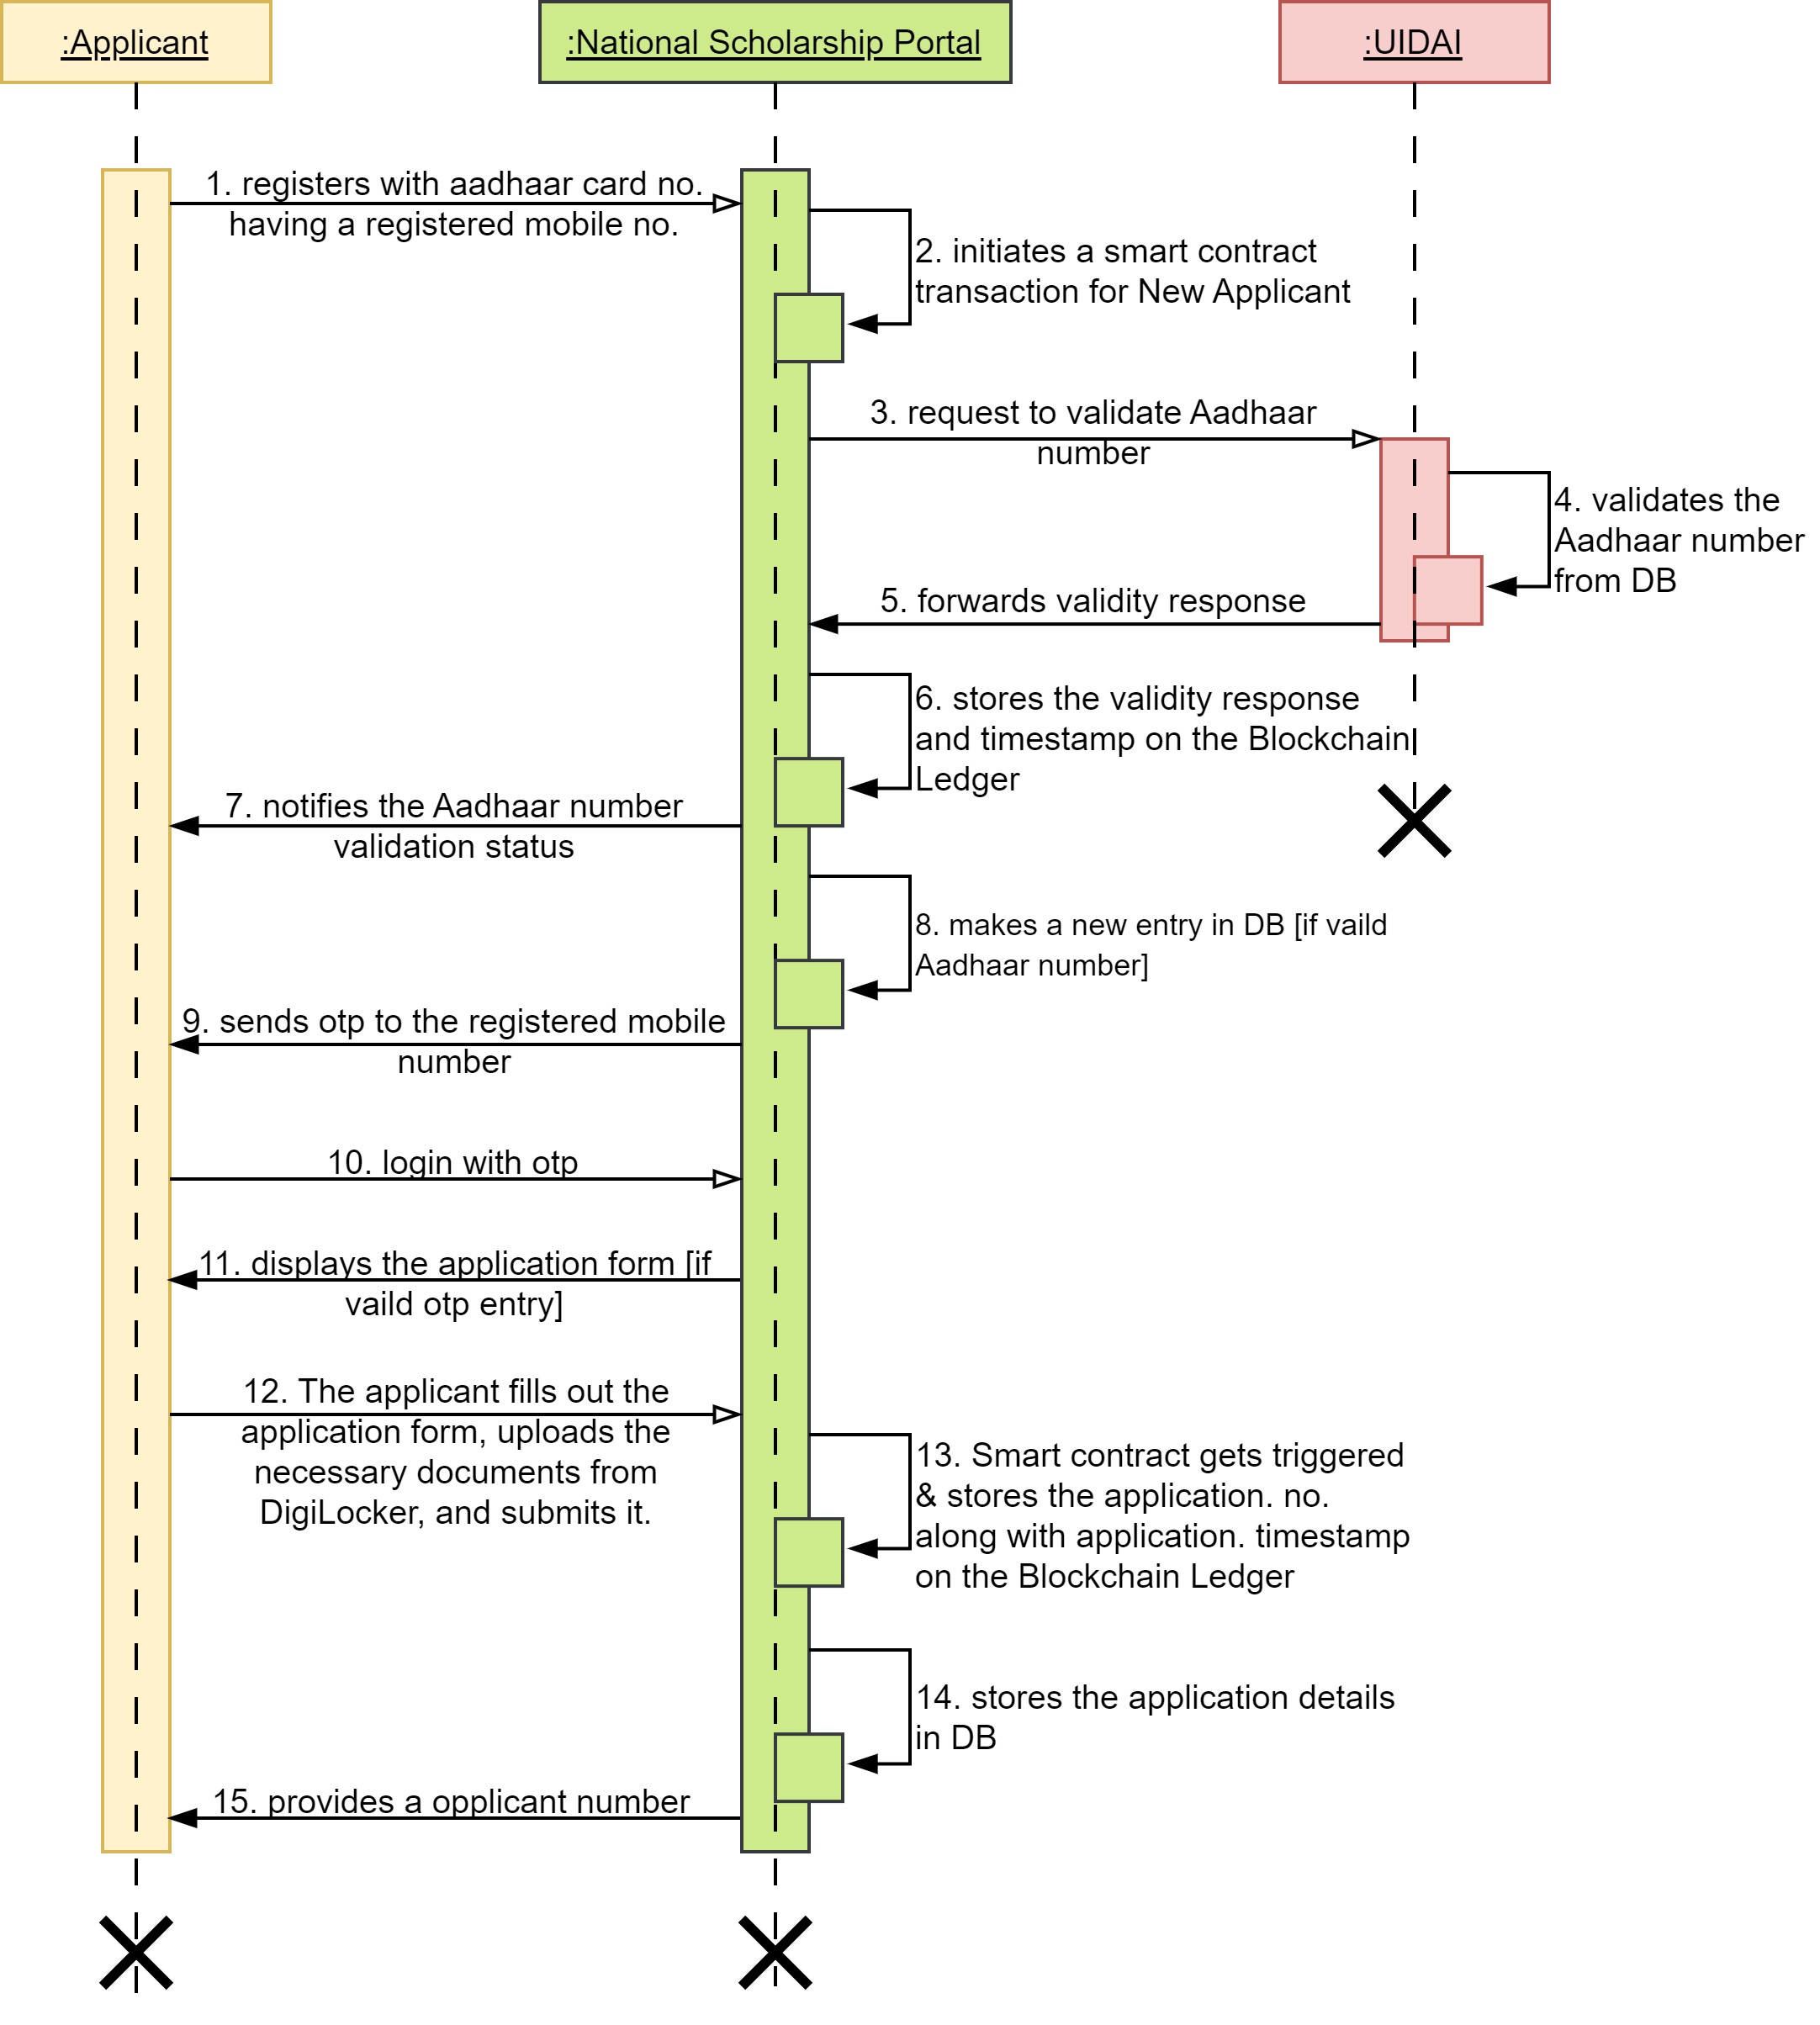 :Applicant
:National Scholarship Portal
:UIDAI
1. registers with aadhaar card no.
having a registered mobile no.
2. initiates a smart contract
transaction for New Applicant
3. request to validate Aadhaar
number
4. validates the
Aadhaar number
from DB
5. forwards validity response
6. stores the validity response
and timestamp on the Blockchain
Ledger
7. notifies the Aadhaar number
validation status
8. makes a new entry in DB [if vaild
Aadhaar number]
9. sends otp to the registered mobile
number
10. login with otp
11. displays the application form [if
vaild otp entry]
12. The applicant fills out the
application form, uploads the
necessary documents from
DigiLocker, and submits it.
13. Smart contract gets triggered
& stores the application. no.
along with application. timestamp
on the Blockchain Ledger
14. stores the application details
in DB
15. provides a opplicant number